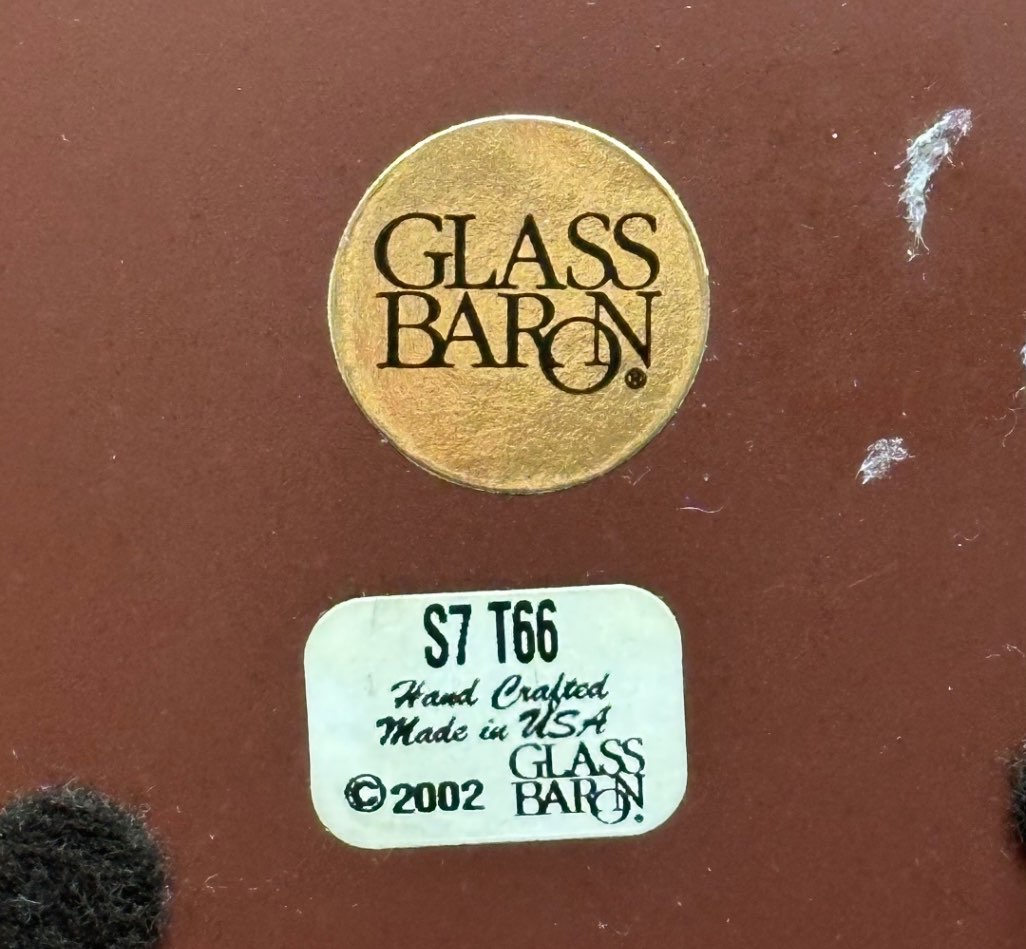 GLASS
BARON®
S7 T66
Hand Crafted
Made in USA
© 2002 GLASS
BARON®